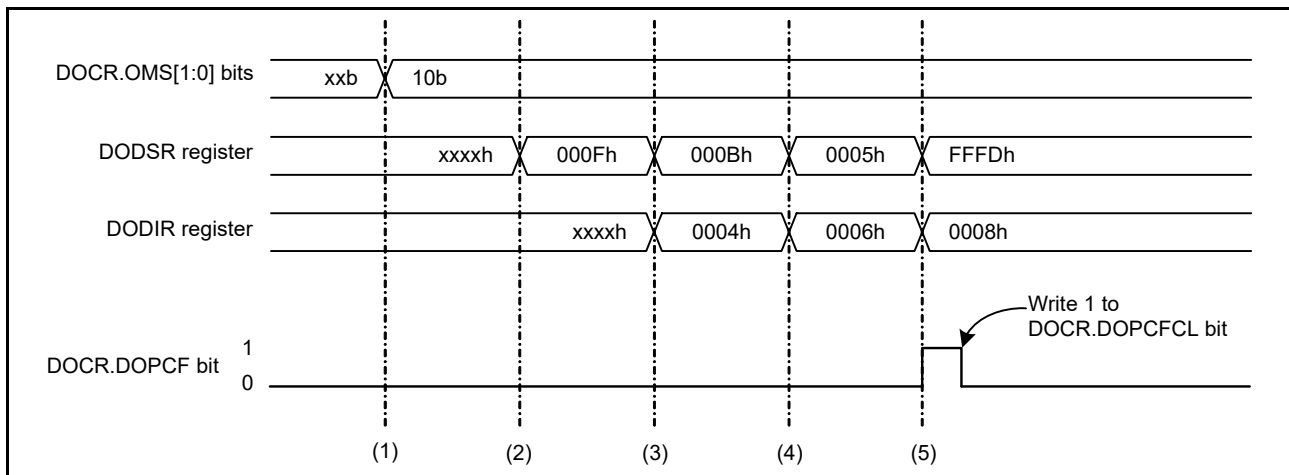 DOCR.OMS[1:0] bits xxb 10b
DODSR register xxxxh 000Fh 000Bh 0005h FFFDh
DODIR register xxxxh 0004h 0006h 0008h
Write 1 to
DOCR.DOPCFCL bit
1
DOCR.DOPCF bit
0
(1) (2) (3) (4) (5)